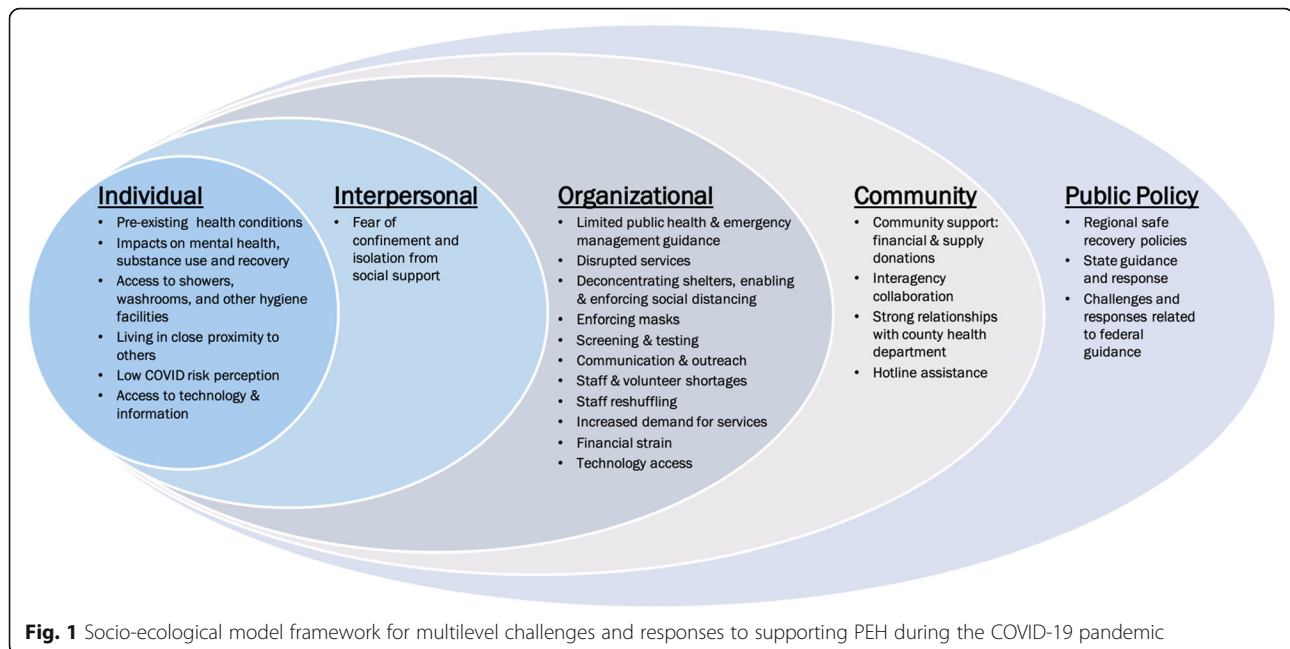 Individual
• Pre-existing health conditions
• Impacts on mental health,
substance use and recovery
• Access to showers,
washrooms, and other hygiene
facilities
• Living in close proximity to
others
• Low COVID risk perception
• Access to technology &
information
Interpersonal
• Fear of
confinement and
isolation from
social support
Organizational
• Limited public health & emergency
management guidance
• Disrupted services
• Deconcentrating shelters, enabling
& enforcing social distancing
• Enforcing masks
• Screening & testing
• Communication & outreach
• Staff & volunteer shortages
• Staff reshuffling
• Increased demand for services
• Financial strain
• Technology access
Community
• Community support:
financial & supply
donations
• Interagency
collaboration
• Strong relationships
with county health
department
• Hotline assistance
Public Policy
• Regional safe
recovery policies
• State guidance
and response
• Challenges and
responses related
to federal
guidance
Fig. 1 Socio-ecological model framework for multilevel challenges and responses to supporting PEH during the COVID-19 pandemic